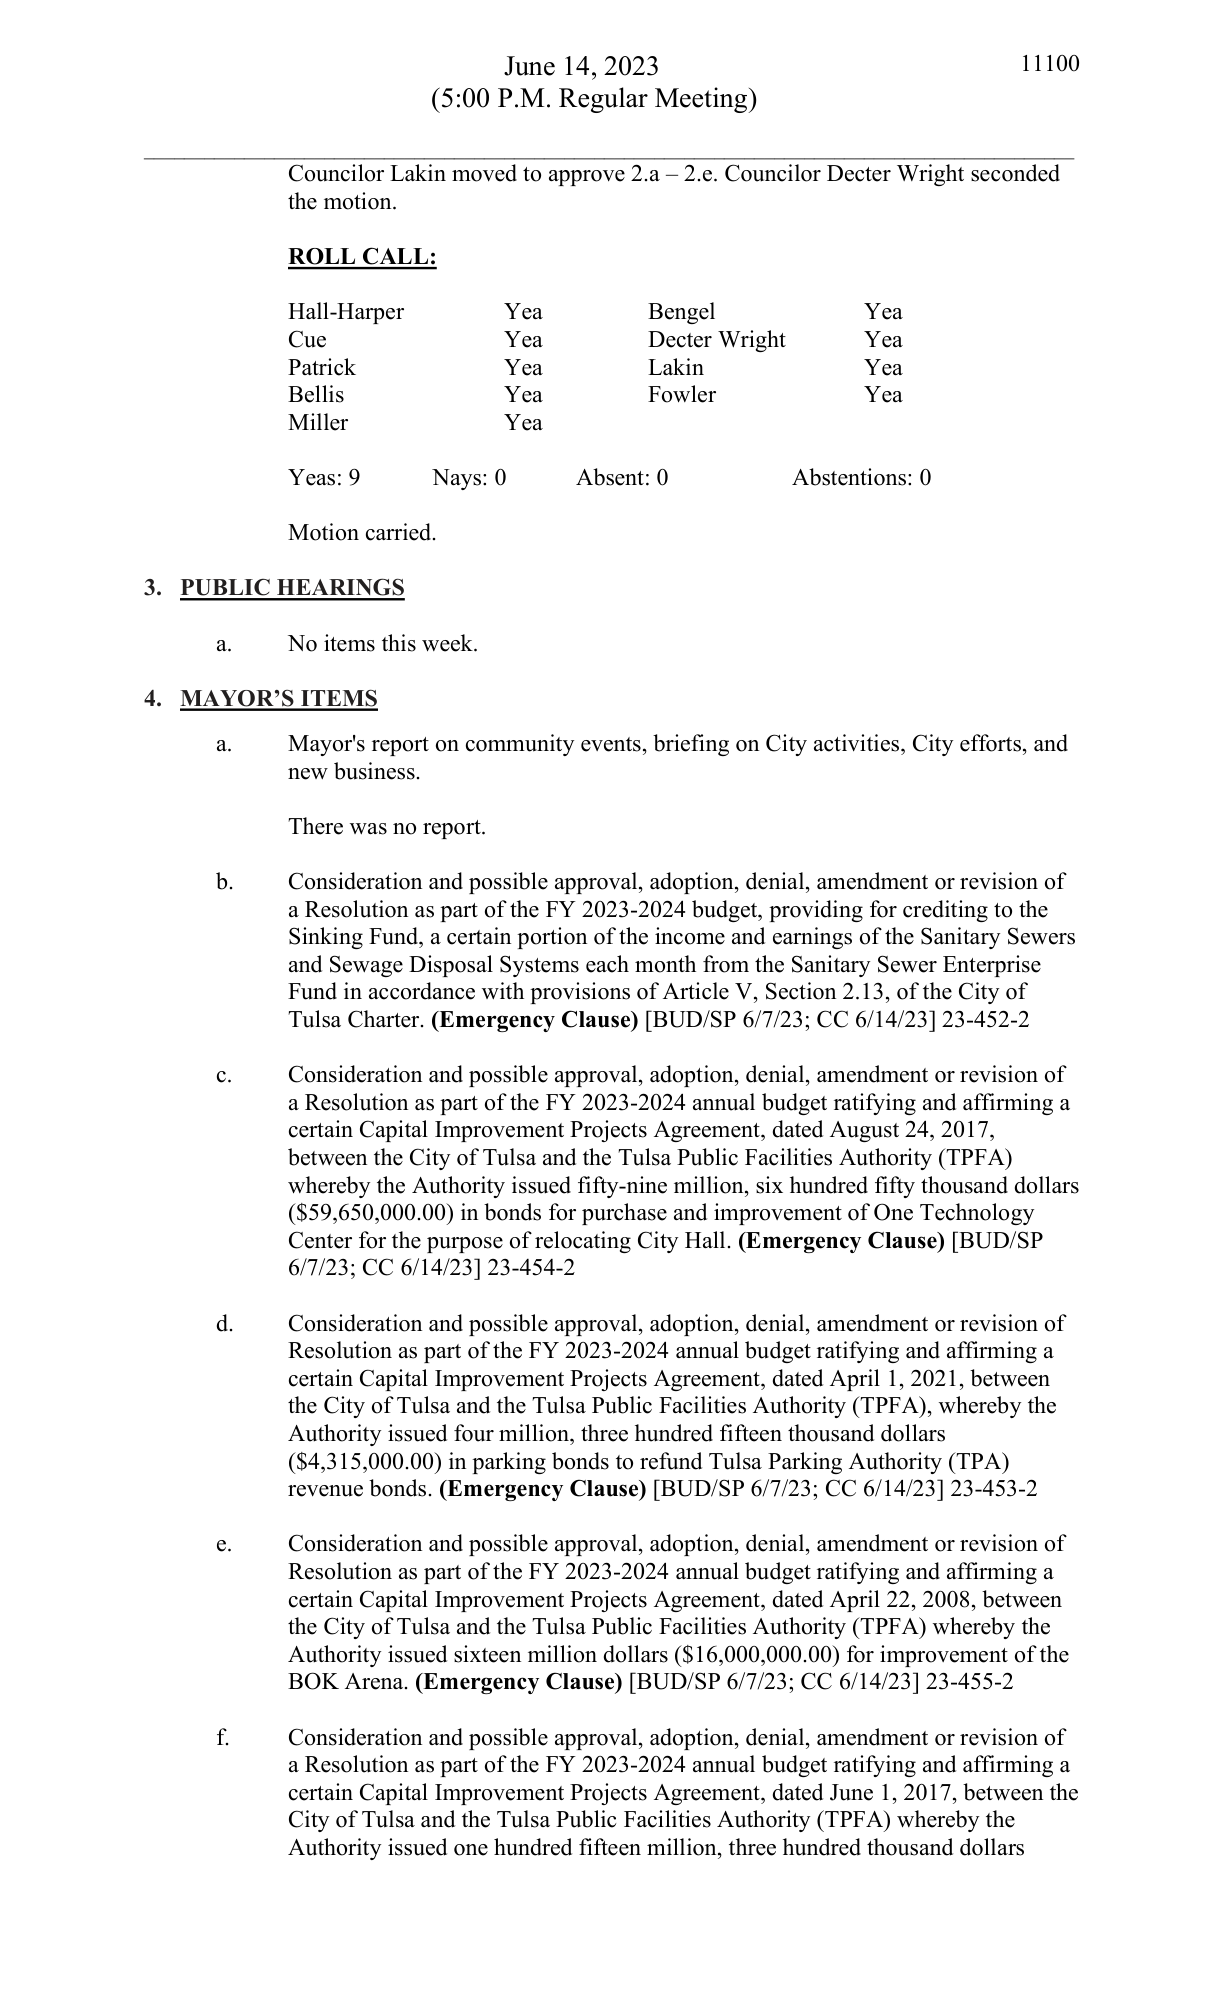 June 14, 2023
11100
(5:00 P.M. Regular Meeting)
Councilor Lakin moved to approve 2.a – 2.e. Councilor Decter Wright seconded
the motion.
ROLL CALL:
Hall-Harper Yea Bengel Yea
Cue Yea Decter Wright Yea
Patrick Yea Lakin Yea
Bellis Yea Fowler Yea
Miller Yea
Yeas: 9 Nays: 0 Absent: 0 Abstentions: 0
Motion carried.
3. PUBLIC HEARINGS
a. No items this week.
4. MAYOR’S ITEMS
a. Mayor's report on community events, briefing on City activities, City efforts, and
new business.
There was no report.
b. Consideration and possible approval, adoption, denial, amendment or revision of
a Resolution as part of the FY 2023-2024 budget, providing for crediting to the
Sinking Fund, a certain portion of the income and earnings of the Sanitary Sewers
and Sewage Disposal Systems each month from the Sanitary Sewer Enterprise
Fund in accordance with provisions of Article V, Section 2.13, of the City of
Tulsa Charter. (Emergency Clause) [BUD/SP 6/7/23; CC 6/14/23] 23-452-2
c. Consideration and possible approval, adoption, denial, amendment or revision of
a Resolution as part of the FY 2023-2024 annual budget ratifying and affirming a
certain Capital Improvement Projects Agreement, dated August 24, 2017,
between the City of Tulsa and the Tulsa Public Facilities Authority (TPFA)
whereby the Authority issued fifty-nine million, six hundred fifty thousand dollars
($59,650,000.00) in bonds for purchase and improvement of One Technology
Center for the purpose of relocating City Hall. (Emergency Clause) [BUD/SP
6/7/23; CC 6/14/23] 23-454-2
d. Consideration and possible approval, adoption, denial, amendment or revision of
Resolution as part of the FY 2023-2024 annual budget ratifying and affirming a
certain Capital Improvement Projects Agreement, dated April 1, 2021, between
the City of Tulsa and the Tulsa Public Facilities Authority (TPFA), whereby the
Authority issued four million, three hundred fifteen thousand dollars
($4,315,000.00) in parking bonds to refund Tulsa Parking Authority (TPA)
revenue bonds. (Emergency Clause) [BUD/SP 6/7/23; CC 6/14/23] 23-453-2
e. Consideration and possible approval, adoption, denial, amendment or revision of
Resolution as part of the FY 2023-2024 annual budget ratifying and affirming a
certain Capital Improvement Projects Agreement, dated April 22, 2008, between
the City of Tulsa and the Tulsa Public Facilities Authority (TPFA) whereby the
Authority issued sixteen million dollars ($16,000,000.00) for improvement of the
BOK Arena. (Emergency Clause) [BUD/SP 6/7/23; CC 6/14/23] 23-455-2
f. Consideration and possible approval, adoption, denial, amendment or revision of
a Resolution as part of the FY 2023-2024 annual budget ratifying and affirming a
certain Capital Improvement Projects Agreement, dated June 1, 2017, between the
City of Tulsa and the Tulsa Public Facilities Authority (TPFA) whereby the
Authority issued one hundred fifteen million, three hundred thousand dollars